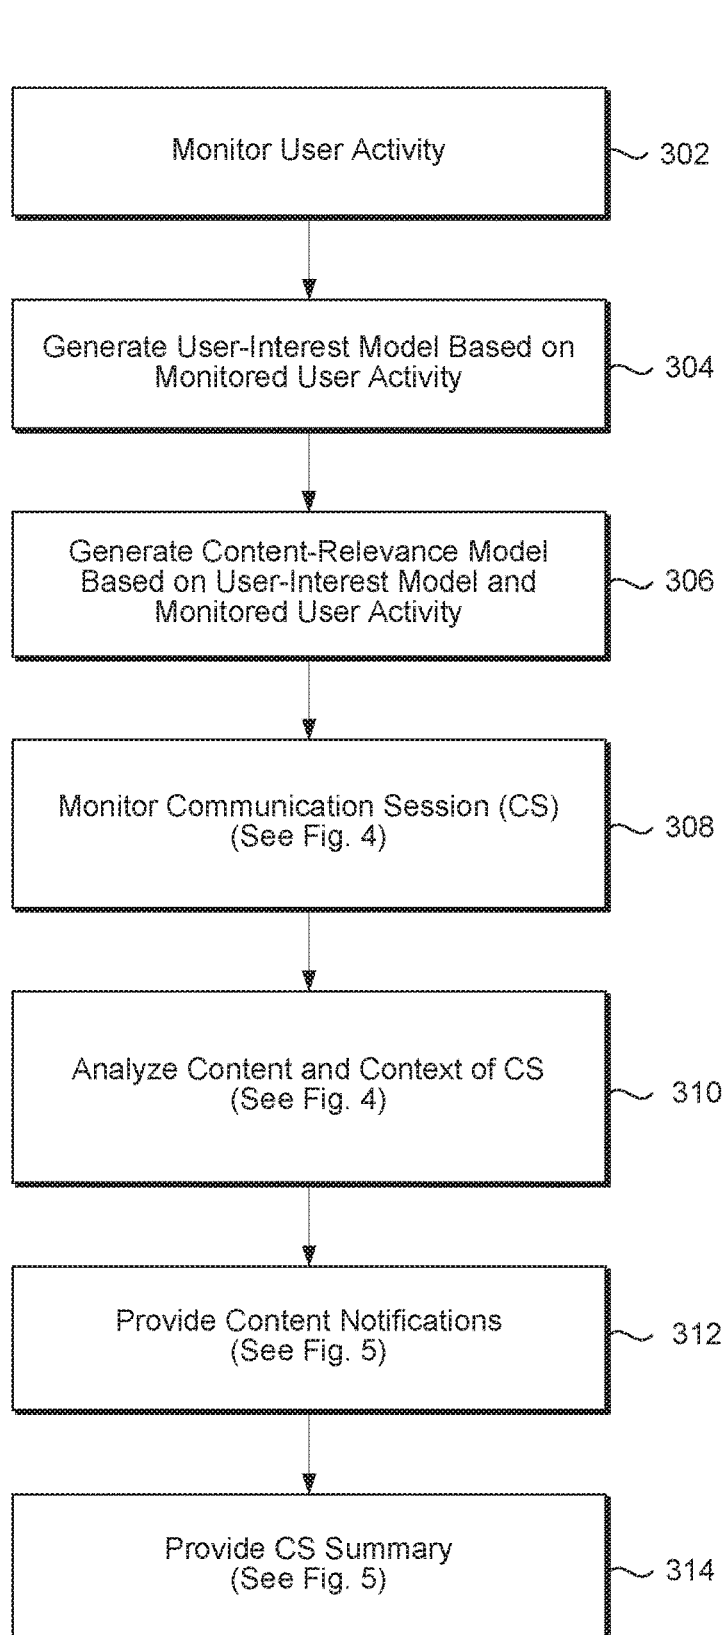 Monitor User Activity
302
Generate User-Interest Model Based on
Monitored User Activity
304
Generate Content-Relevance Model
Based on User-Interest Model and
Monitored User Activity
306
Monitor Communication Session (CS)
(See Fig. 4)
308
Analyze Content and Context of CS
(See Fig. 4)
310
Provide Content Notifications
(See Fig. 5)
312
Provide CS Summary
(See Fig. 5)
314